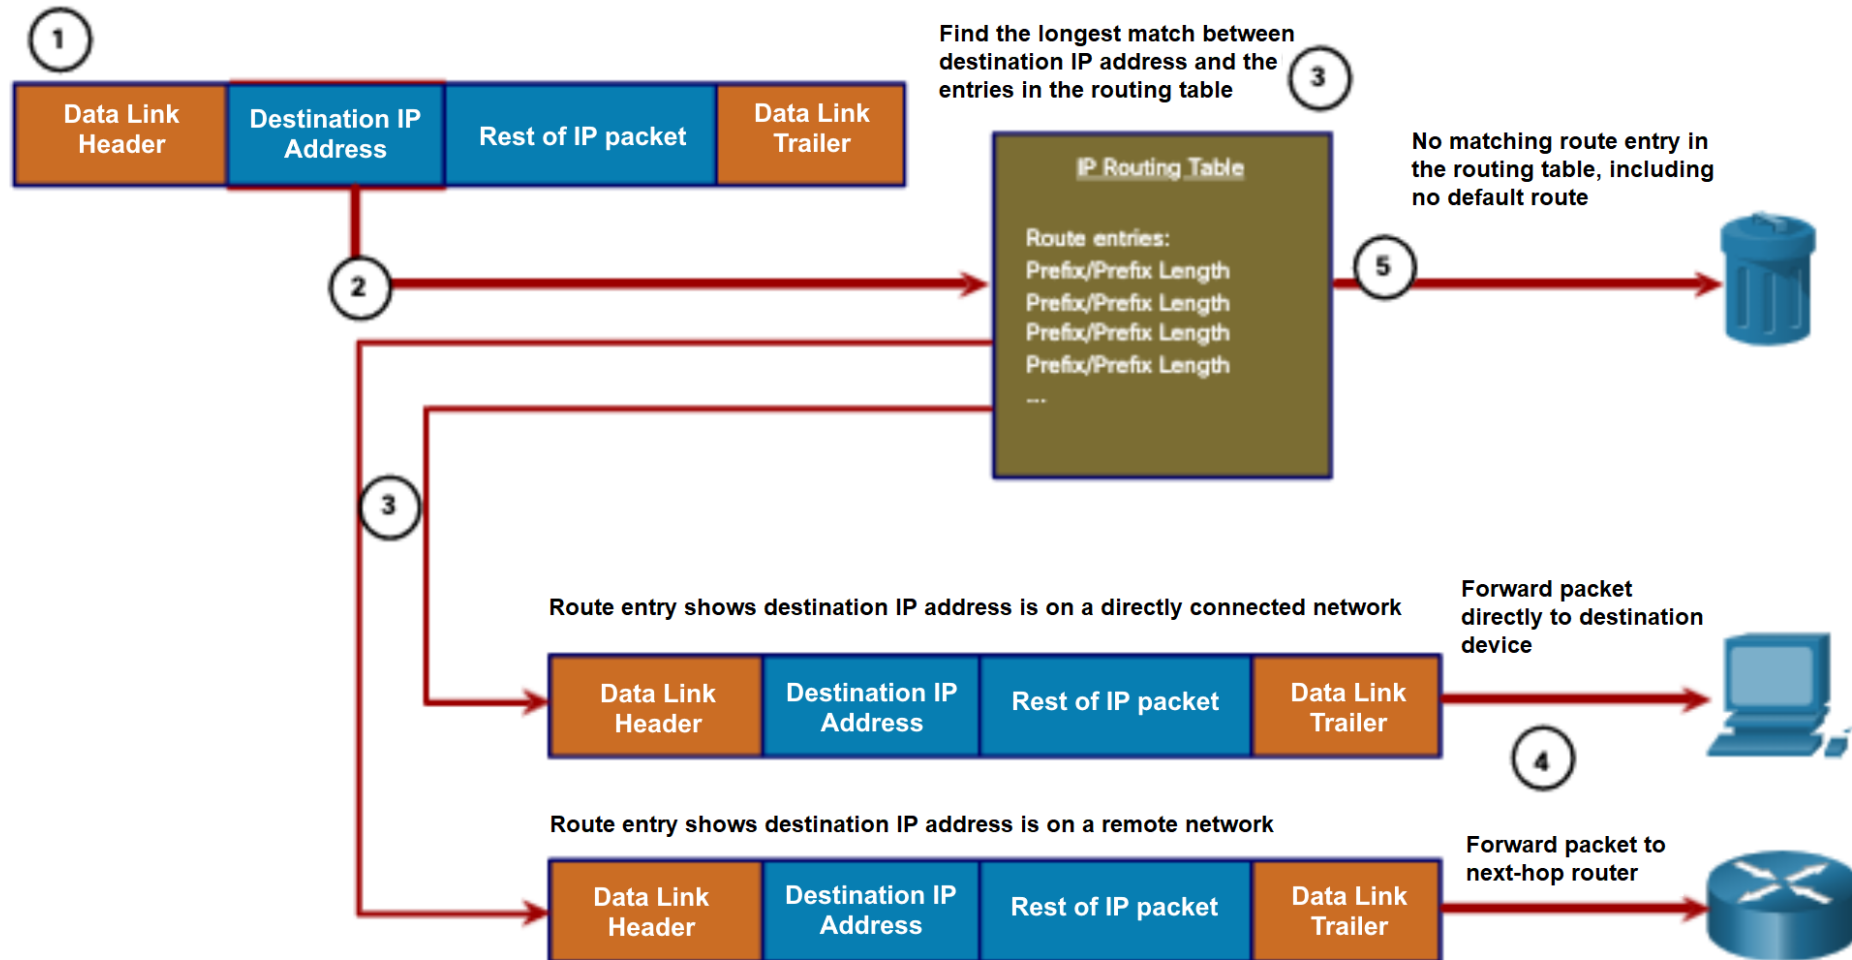 1
Data Link
Header
Destination IP
Address
Rest of IP packet
Data Link
Trailer
Find the longest match between
destination IP address and the
entries in the routing table
3
IP Routing Table
Route entries:
Prefix/Prefix Length
Prefix/Prefix Length
Prefix/Prefix Length
Prefix/Prefix Length
...
No matching route entry in
the routing table, including
no default route
2
5
3
Route entry shows destination IP address is on a directly connected network
Data Link
Header
Destination IP
Address
Rest of IP packet
Data Link
Trailer
Forward packet
directly to destination
device
4
Route entry shows destination IP address is on a remote network
Data Link
Header
Destination IP
Address
Rest of IP packet
Data Link
Trailer
Forward packet to
next-hop router